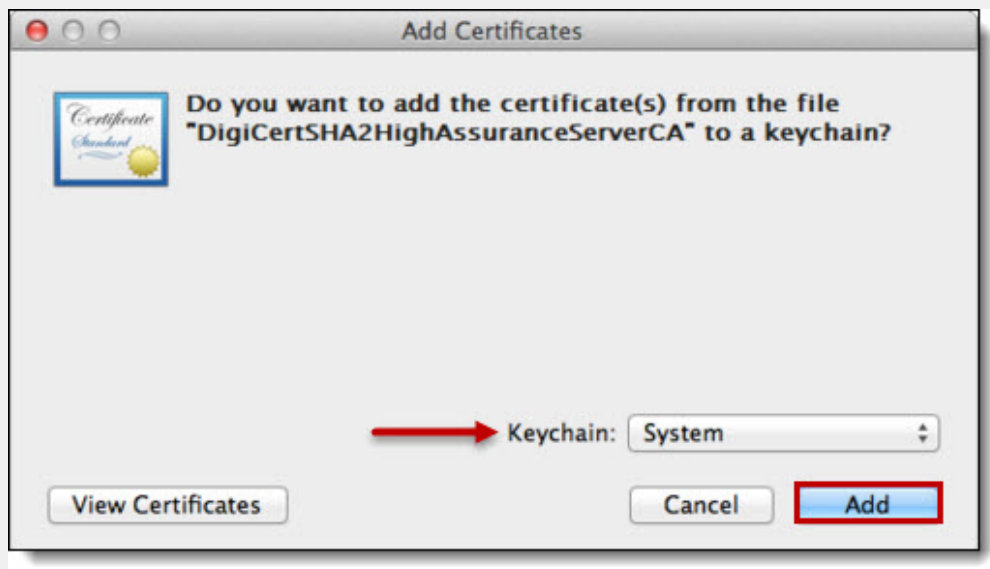 Add Certificates
Certificate
Standard
Do you want to add the certificate(s) from the file
"DigiCertSHA2HighAssuranceServerCA" to a keychain?
Keychain: System
View Certificates Cancel Add